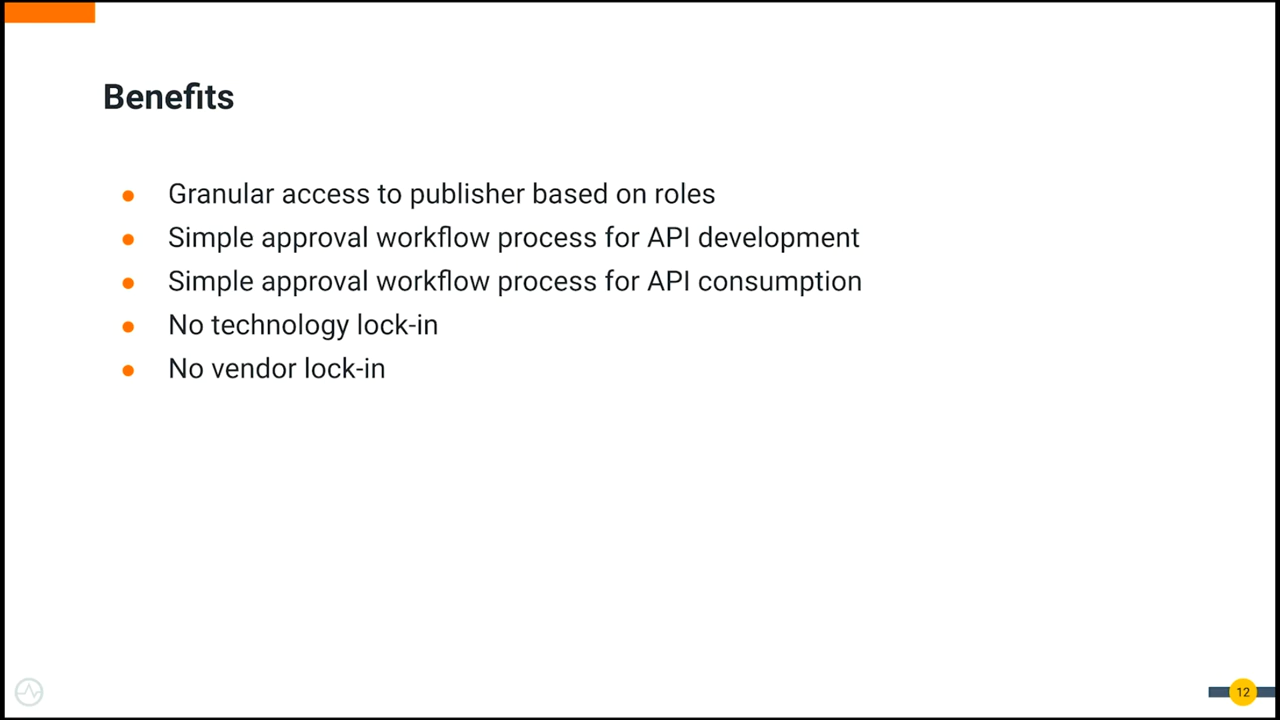 Benefits
Granular access to publisher based on roles
Simple approval workflow process for API development
Simple approval workflow process for API consumption
No technology lock-in
No vendor lock-in
12